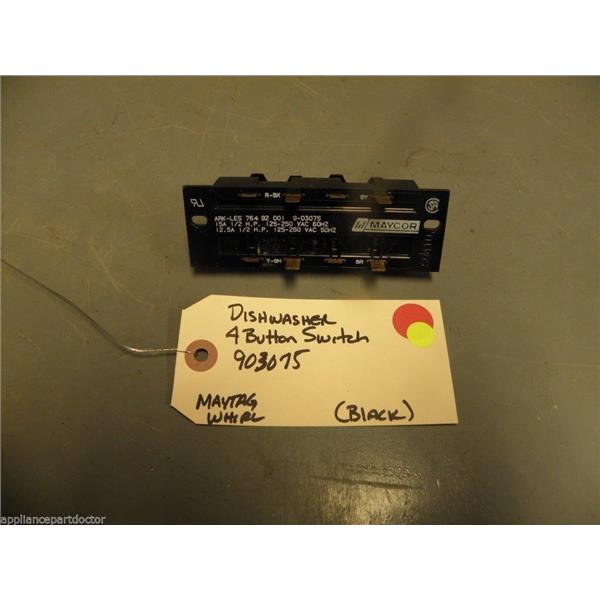 R-BK
BY
ARK-LES 764 92 001 9-03075
15A 1/2 H.P. 125-250 VAC 60HZ
12.5A 1/2 H.P. 125-250 VAC 50HZ
MAYCOR
Y-GN
BR
DISHWASHER
4 Button Switch
903075
MAYTAG
WHIRL
(Black)
appliancepartdoctor